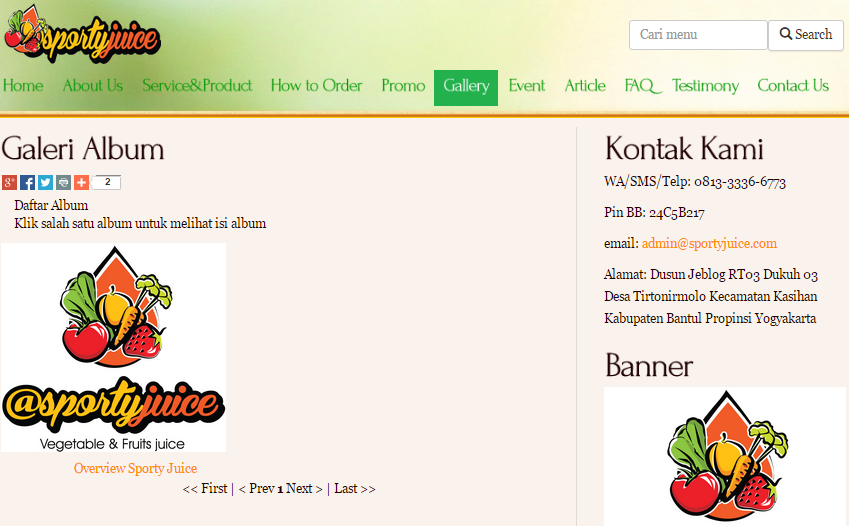 sportyjuice
Cari menu
Search
Home About Us Service&Product How to Order Promo Gallery Event Article FAQ Testimony Contact Us
Galeri Album
g+ f 2
Daftar Album
Klik salah satu album untuk melihat isi album
@sportyjuice
Vegetable & Fruits juice
Overview Sporty Juice
<< First | < Prev 1 Next > | Last >>
Kontak Kami
WA/SMS/Telp: 0813-3336-6773
Pin BB: 24C5B217
email: admin@sportyjuice.com
Alamat: Dusun Jeblog RT03 Dukuh 03
Desa Tirtonirmolo Kecamatan Kasihan
Kabupaten Bantul Propinsi Yogyakarta
Banner